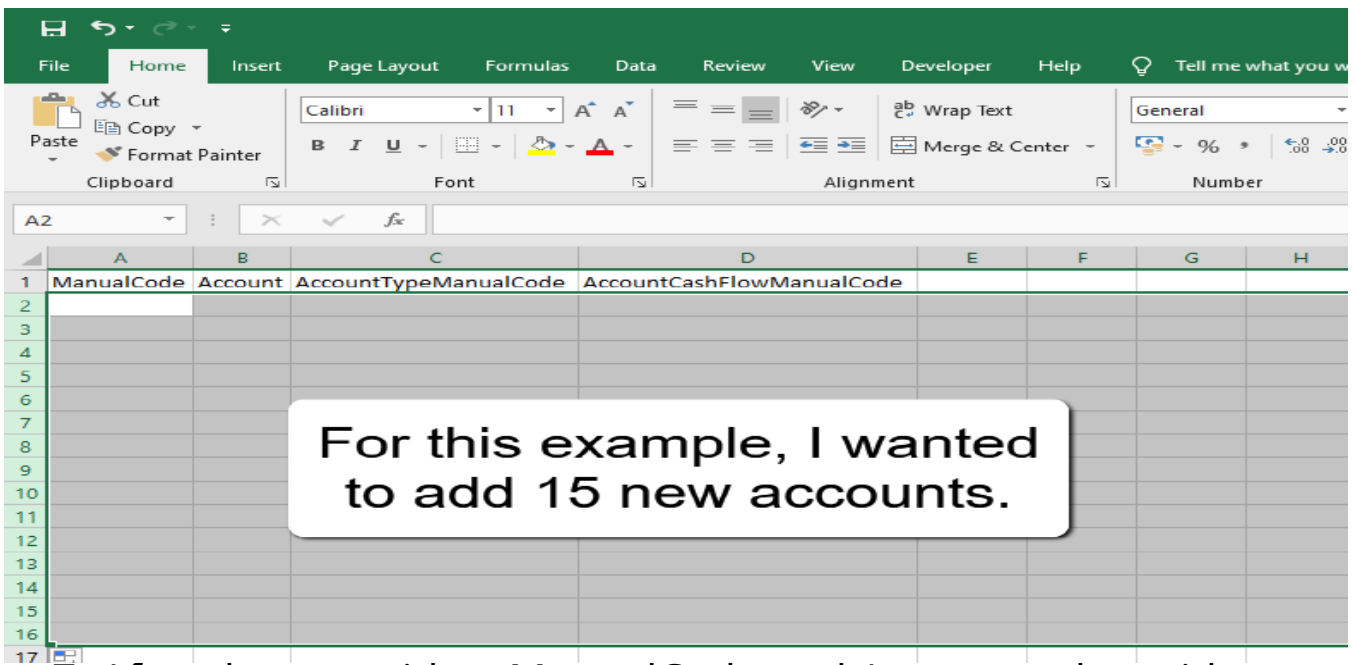 File Home Insert Page Layout Formulas Data Review View Developer Help Tell me what you w
Paste
Cut
Copy
Format Painter
Clipboard
Calibri 11 A A
B I U A
Font
ab Wrap Text
Merge & Center
Alignment
General
% , .00 .00
Number
A2 fx
A B C D E F G H
1 ManualCode Account AccountTypeManualCode AccountCashFlowManualCode
2
3
4
5
6
7
8
9
10
11
12
13
14
15
16
17
For this example, I wanted
to add 15 new accounts.